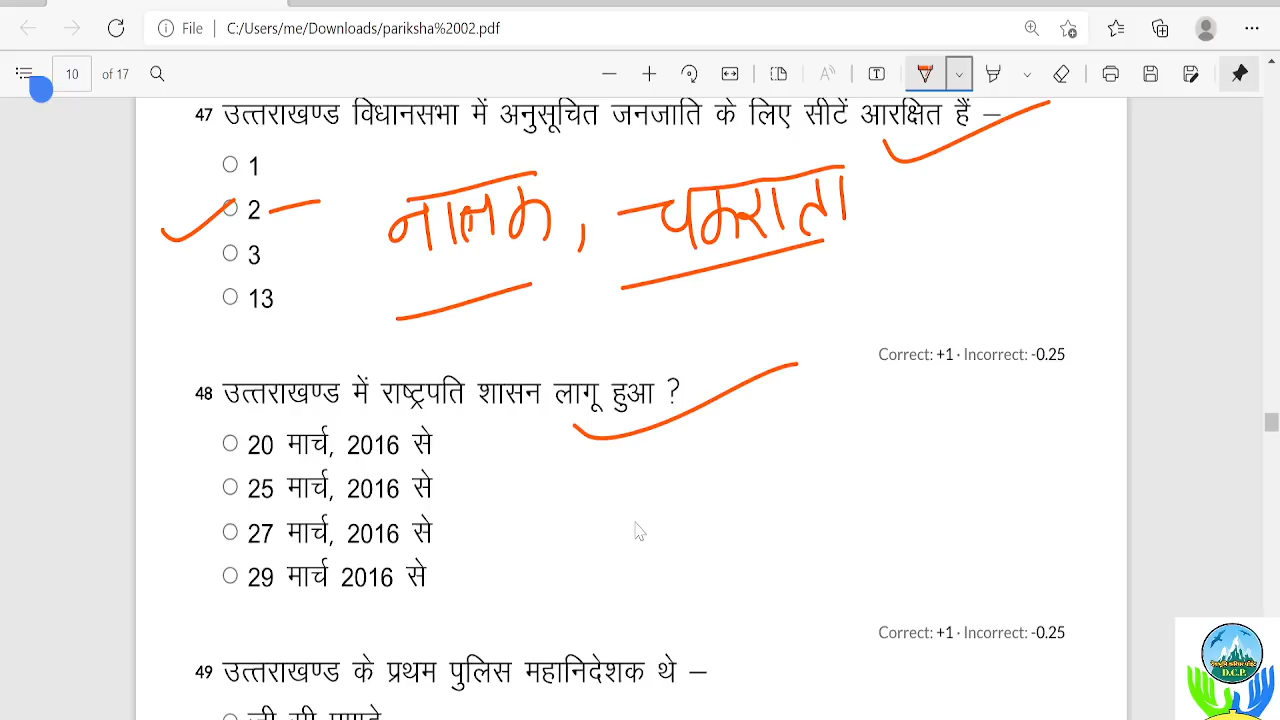 File C:/Users/me/Downloads/pariksha%2002.pdf
10 of 17
47 उत्तराखण्ड विधानसभा में अनुसूचित जनजाति के लिए सीटें आरक्षित हैं –
1
2 – नानक, चकराता
3
13
Correct: +1 · Incorrect: -0.25
48 उत्तराखण्ड में राष्ट्रपति शासन लागू हुआ ?
20 मार्च, 2016 से
25 मार्च, 2016 से
27 मार्च, 2016 से
29 मार्च 2016 से
Correct: +1 · Incorrect: -0.25
49 उत्तराखण्ड के प्रथम पुलिस महानिदेशक थे –
D.C.P.